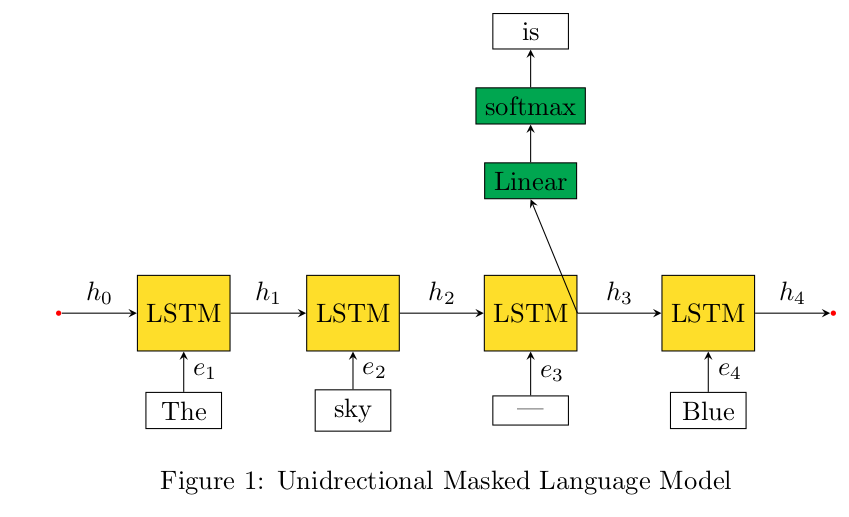 is
softmax
Linear
h0 h1 h2 h3 h4
LSTM LSTM LSTM LSTM
e1 e2 e3 e4
The sky — Blue
Figure 1: Unidrectional Masked Language Model